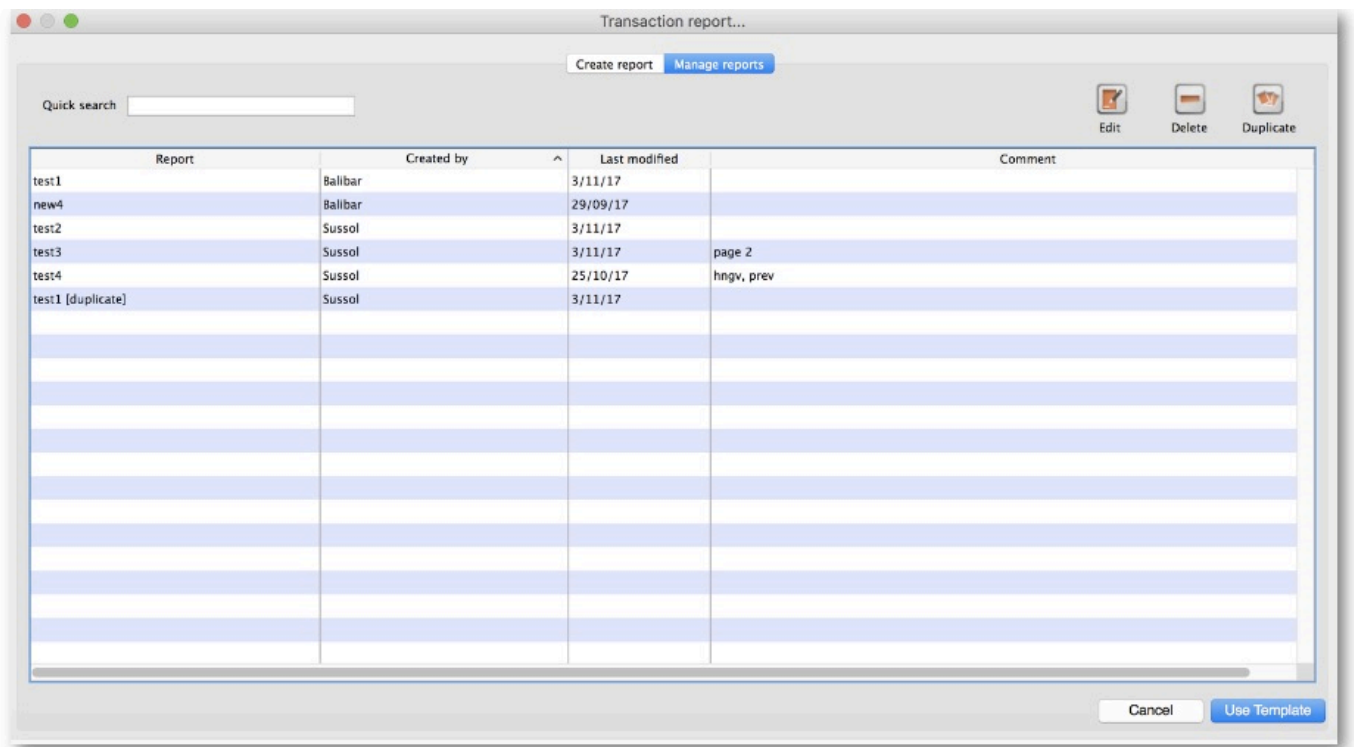 Transaction report...
Create report Manage reports
Quick search
Edit Delete Duplicate
Report Created by Last modified Comment
test1 Balibar 3/11/17
new4 Balibar 29/09/17
test2 Sussol 3/11/17
test3 Sussol 3/11/17 page 2
test4 Sussol 25/10/17 hngv, prev
test1 [duplicate] Sussol 3/11/17
Cancel Use Template